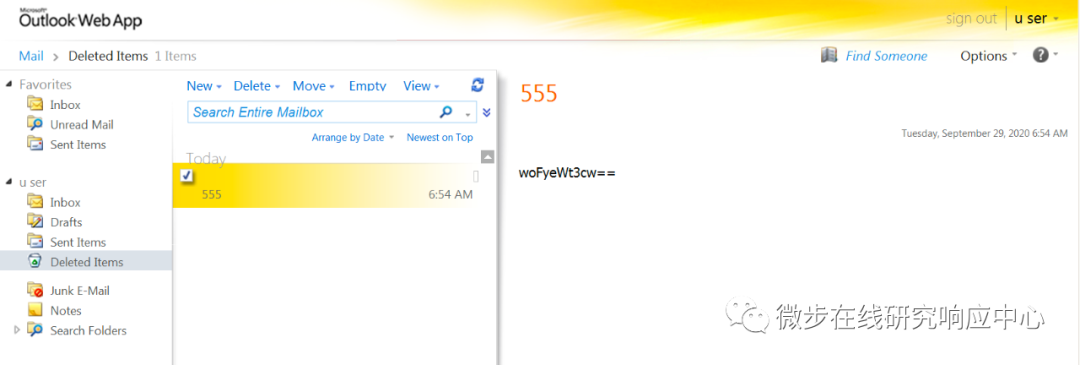 Microsoft
Outlook Web App
sign out u ser
Mail Deleted Items 1 Items
Find Someone Options
Favorites
Inbox
Unread Mail
Sent Items
u ser
Inbox
Drafts
Sent Items
Deleted Items
Junk E-Mail
Notes
Search Folders
New Delete Move Empty View
Search Entire Mailbox
Arrange by Date Newest on Top
Today
555
6:54 AM
555
Tuesday, September 29, 2020 6:54 AM
woFyeWt3cw==
微步在线研究响应中心